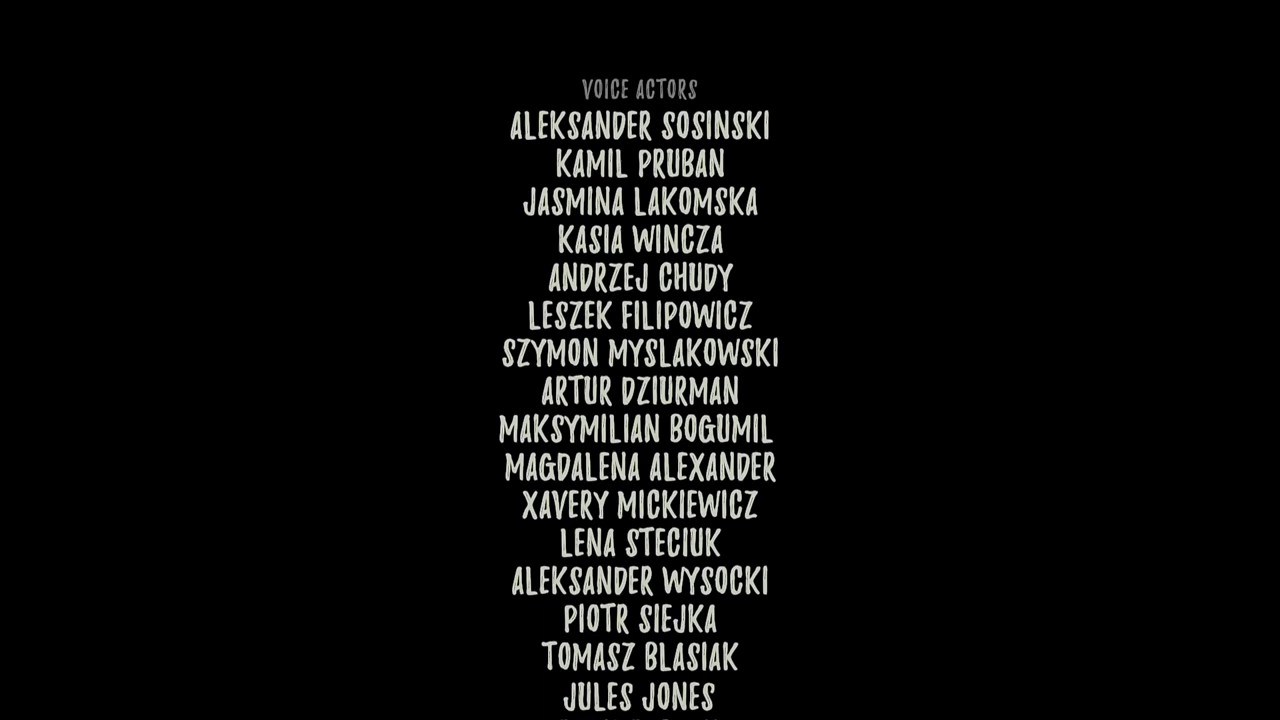 VOICE ACTORS
ALEKSANDER SOSINSKI
KAMIL PRUBAN
JASMINA LAKOMSKA
KASIA WINCZA
ANDRZEJ CHUDY
LESZEK FILIPOWICZ
SZYMON MYSLAKOWSKI
ARTUR DZIURMAN
MAKSYMILIAN BOGUMIL
MAGDALENA ALEXANDER
XAVERY MICKIEWICZ
LENA STECIUK
ALEKSANDER WYSOCKI
PIOTR SIEJKA
TOMASZ BLASIAK
JULES JONES